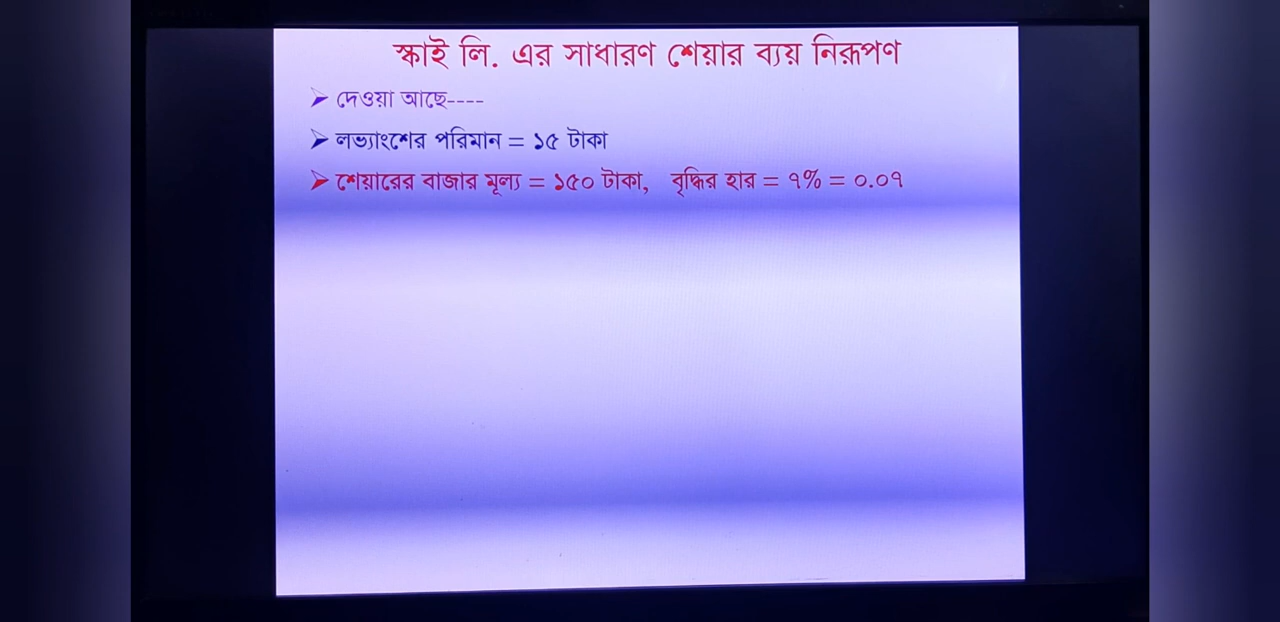 স্কাই লি. এর সাধারণ শেয়ার ব্যয় নিরূপণ
➢ দেওয়া আছে----
➢ লভ্যাংশের পরিমান = ১৫ টাকা
➢ শেয়ারের বাজার মূল্য = ১৫০ টাকা, বৃদ্ধির হার = ৭% = ০.০৭